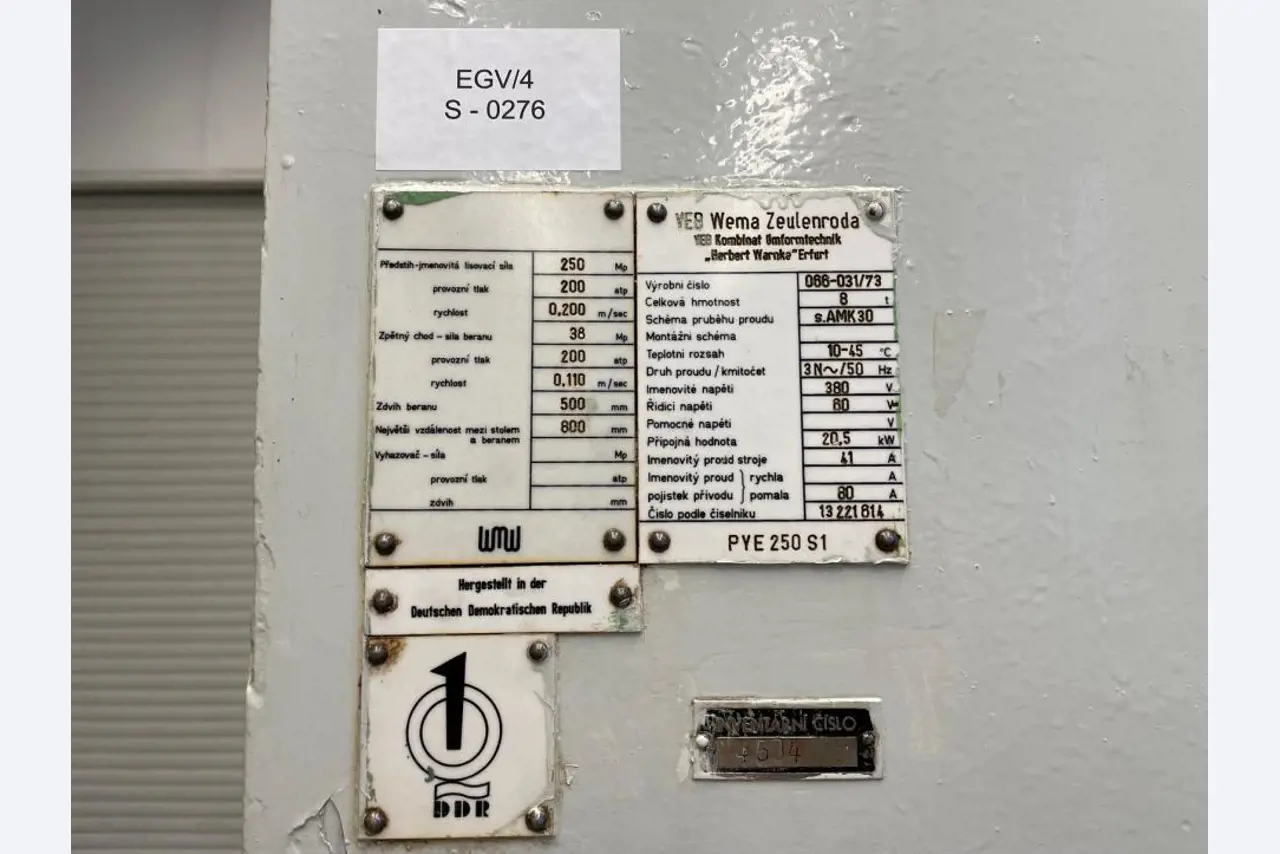 EGV/4
S - 0276
Předstih-jmenovitá lisovací síla 250 Mp
provozní tlak 200 atp
rychlost 0,200 m/sec
Zpětný chod – síla beranu 38 Mp
provozní tlak 200 atp
rychlost 0,110 m/sec
Zdvih beranu 500 mm
Největší vzdálenost mezi stolem 800 mm
a beranem
Vyhazovač – síla Mp
provozní tlak atp
zdvih mm
WMW
VEB Wema Zeulenroda
VEB Kombinat Umformtechnik
„Herbert Warnke" Erfurt
Výrobní číslo 066-031/73
Celková hmotnost 8 t
Schéma pruběhu proudu s.AMK30
Montážní schéma
Teplotní rozsah 10-45 °C
Druh proudu / kmitočet 3N~/50 Hz
Imenovité napětí 380 V
Řídicí napětí 60 V=
Pomocné napětí V
Přípojná hodnota 20,5 kW
Imenovitý proud stroje 41 A
Imenovitý proud } rychla A
pojistek přívodu } pomala 80 A
Číslo podle číselníku 13 221 614
PYE 250 S1
Hergestellt in der
Deutschen Demokratischen Republik
1
DDR
INVENTÁRNÍ ČÍSLO